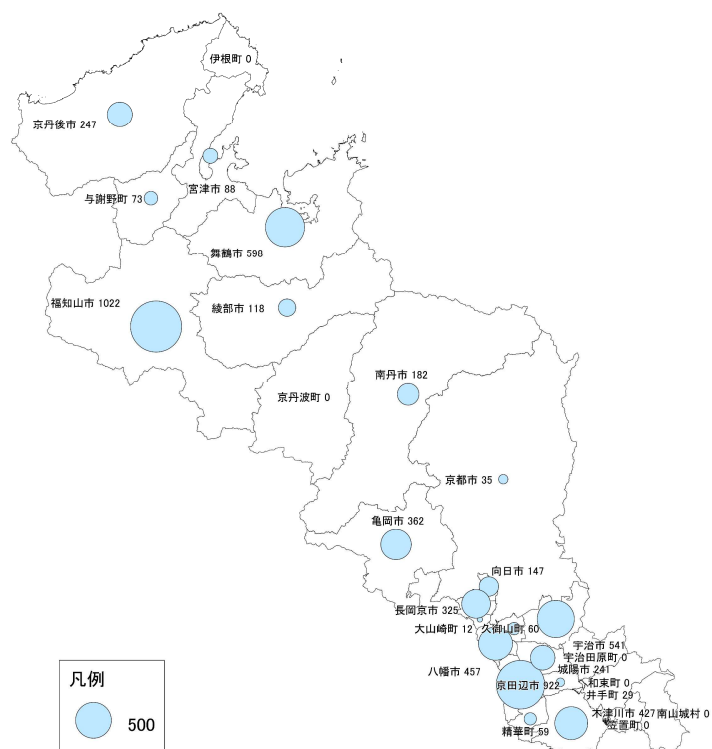 伊根町 0
京丹後市 247
宮津市 88
与謝野町 73
舞鶴市 598
福知山市 1022
綾部市 118
南丹市 182
京丹波町 0
京都市 35
亀岡市 362
向日市 147
長岡京市 325
大山崎町 12
久御山町 60
宇治市 541
宇治田原町 0
城陽市 241
八幡市 457
京田辺市 922
和束町 0
井手町 29
木津川市 427
南山城村 0
笠置町 0
精華町 59
凡例
500